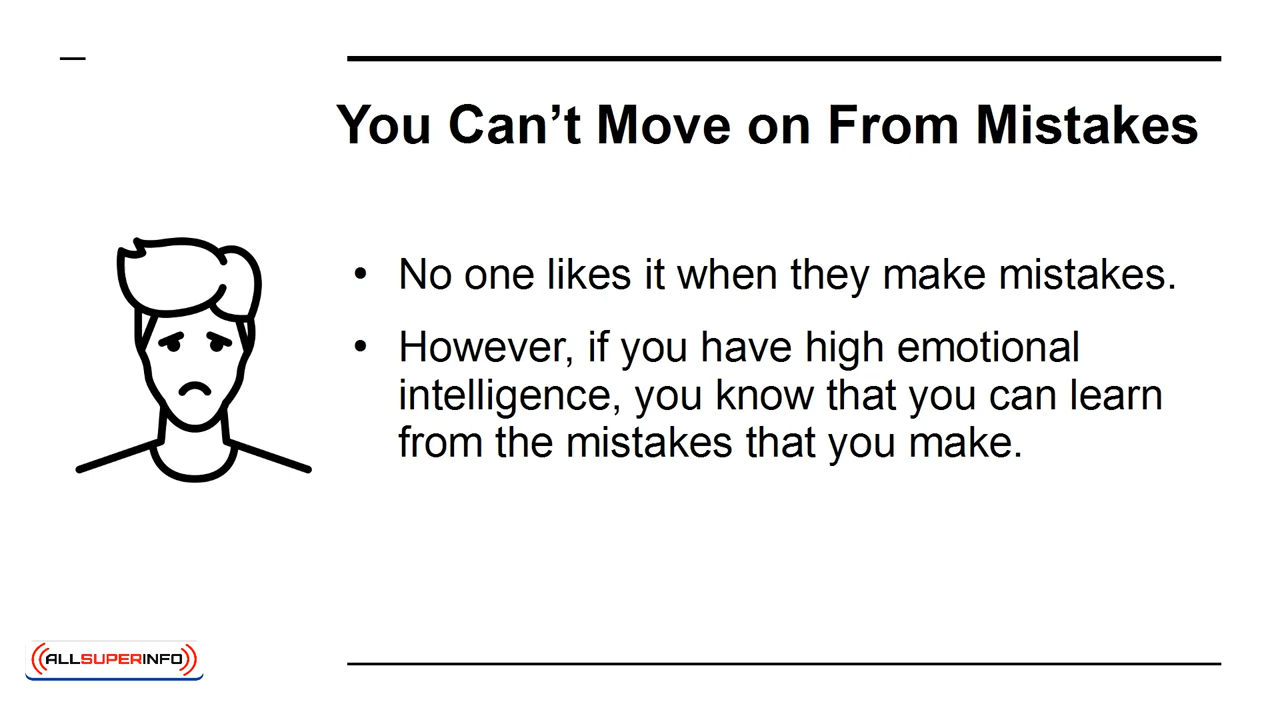 You Can’t Move on From Mistakes
• No one likes it when they make mistakes.
• However, if you have high emotional
intelligence, you know that you can learn
from the mistakes that you make.
ALLSUPERINFO